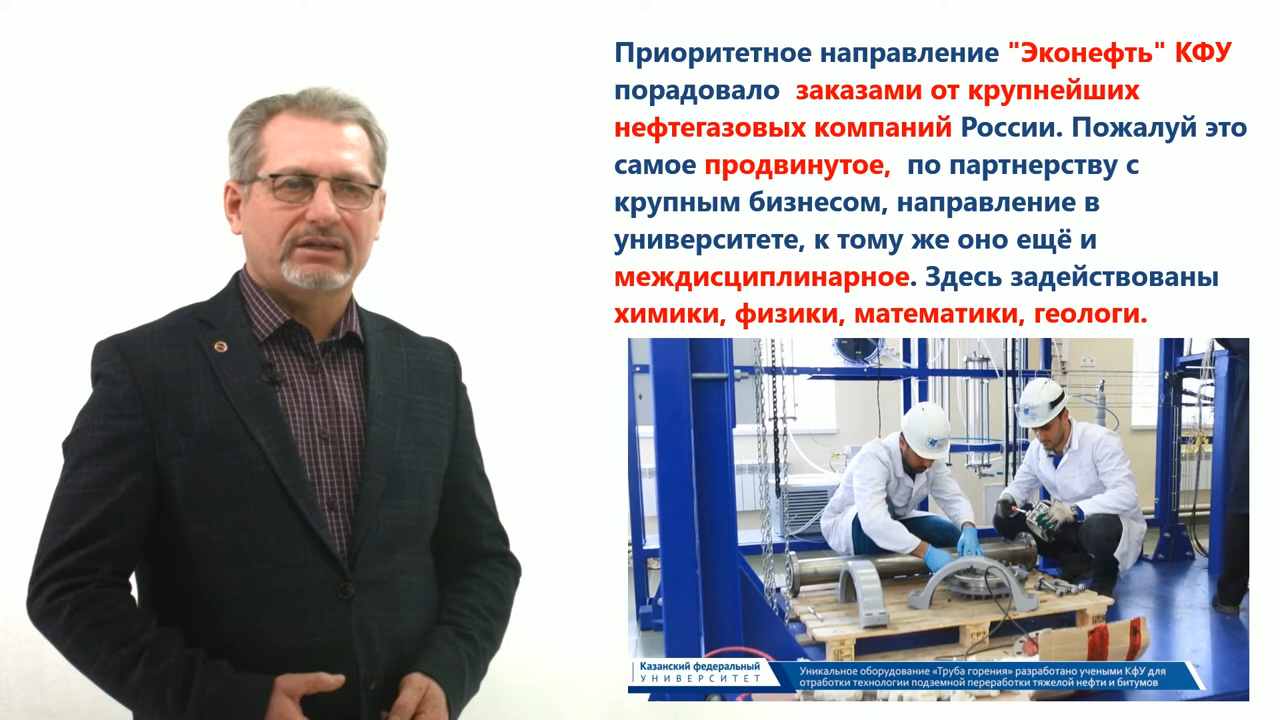 Приоритетное направление "Эконефть" КФУ
порадовало заказами от крупнейших
нефтегазовых компаний России. Пожалуй это
самое продвинутое, по партнерству с
крупным бизнесом, направление в
университете, к тому же оно ещё и
междисциплинарное. Здесь задействованы
химики, физики, математики, геологи.
Казанский федеральный
УНИВЕРСИТЕТ
Уникальное оборудование «Труба горения» разработано учеными КфУ для
отработки технологии подземной переработки тяжелой нефти и битумов